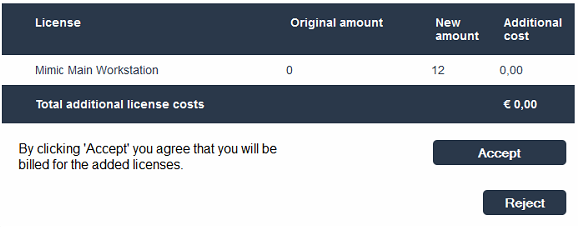 License Original amount New amount Additional cost
Mimic Main Workstation 0 12 0,00
Total additional license costs € 0,00
By clicking 'Accept' you agree that you will be
billed for the added licenses.
Accept
Reject